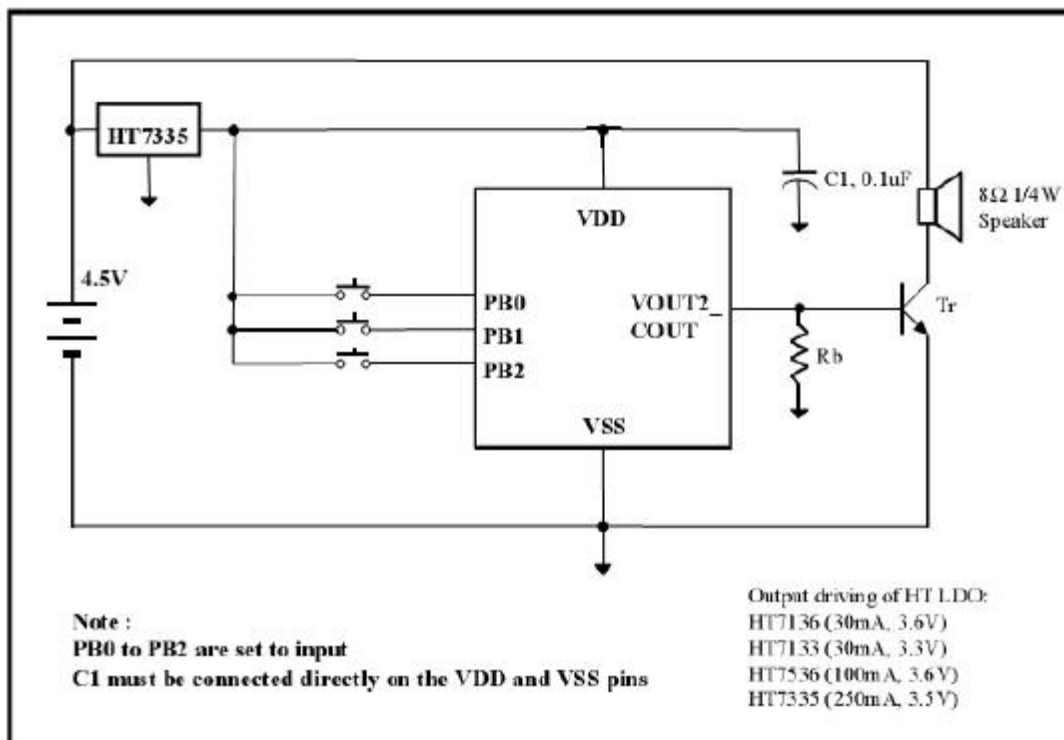 HT7335
C1, 0.1uF
8Ω 1/4W
Speaker
VDD
4.5V
PB0
VOUT2_
Tr
PB1
COUT
PB2
Rb
VSS
Note :
PB0 to PB2 are set to input
C1 must be connected directly on the VDD and VSS pins
Output driving of HT LDO:
HT7136 (30mA, 3.6V)
HT7133 (30mA, 3.3V)
HT7536 (100mA, 3.6V)
HT7335 (250mA, 3.5V)